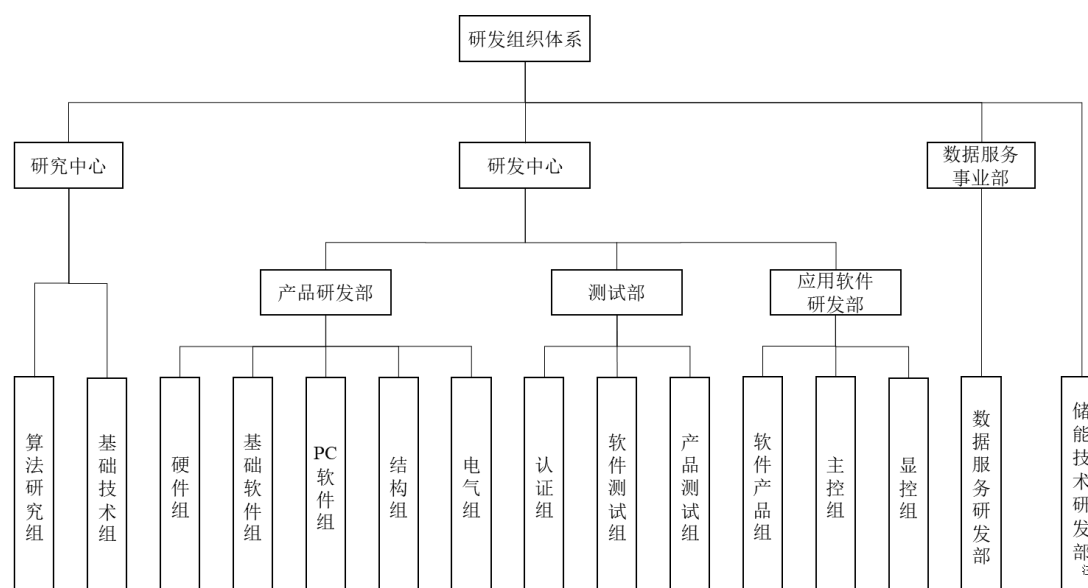 研发组织体系
研究中心
研发中心
数据服务
事业部
产品研发部
测试部
应用软件
研发部
算法研究组
基础技术组
硬件组
基础软件组
PC软件组
结构组
电气组
认证组
软件测试组
产品测试组
软件产品组
主控组
显控组
数据服务研发部
储能技术研发部